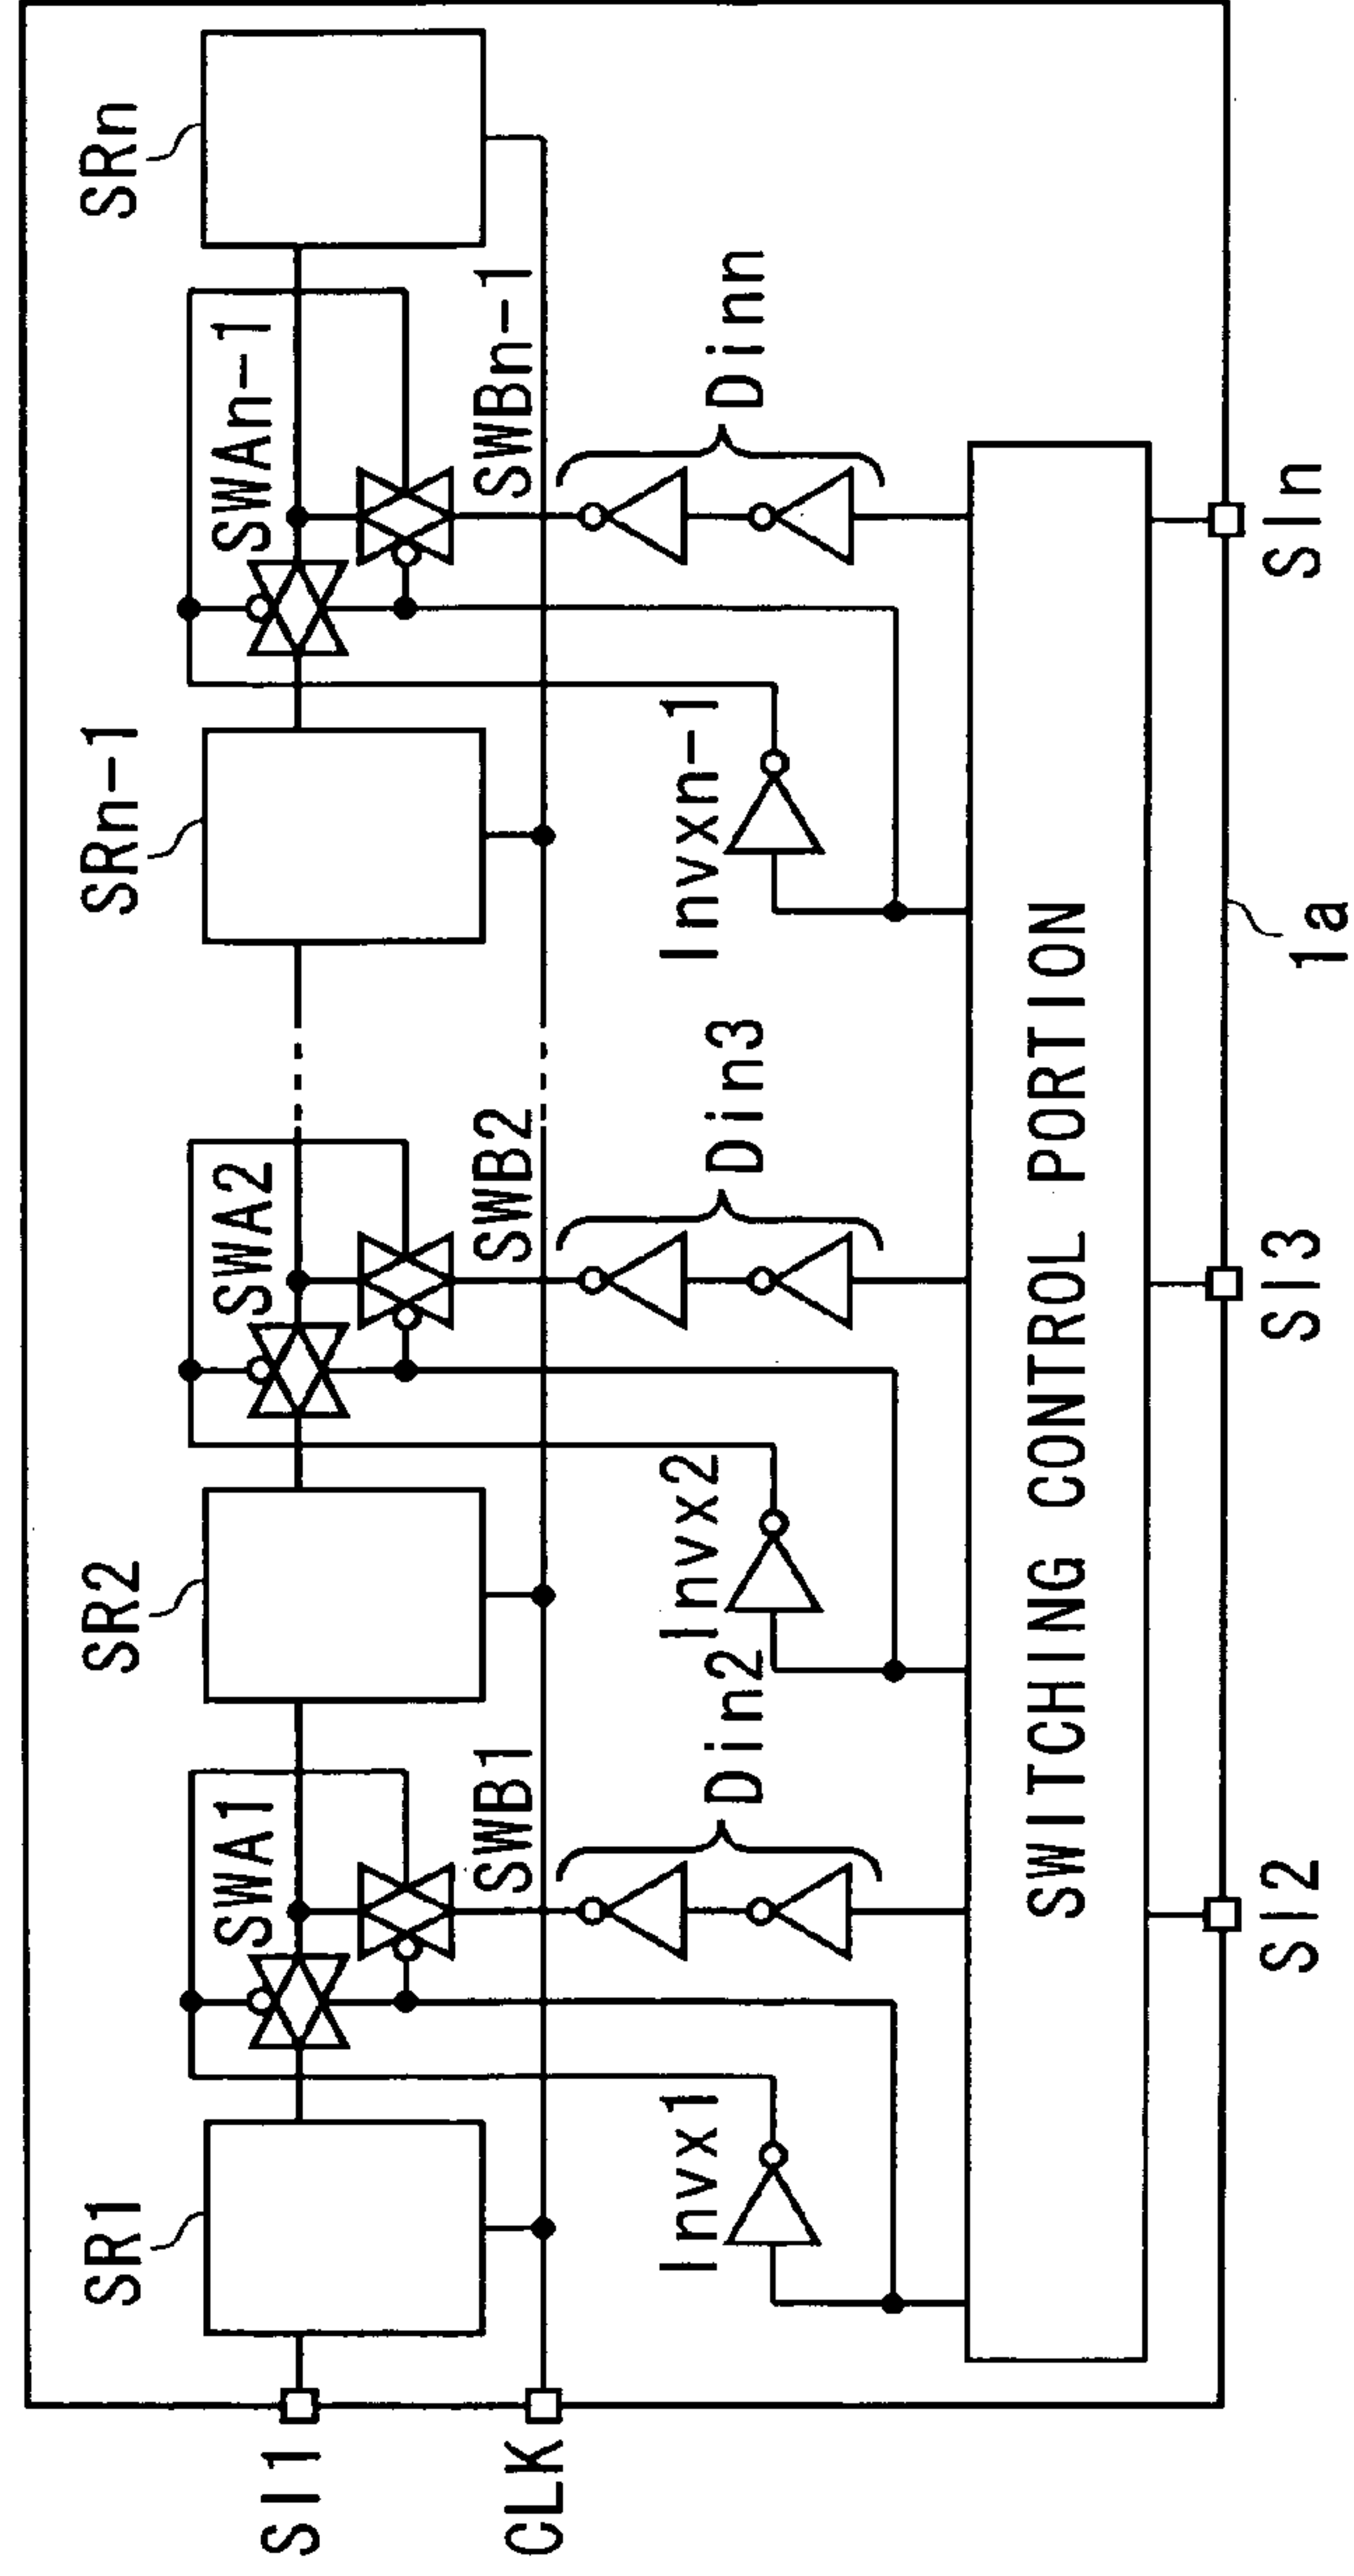 SR1
SR2
SRn-1
SRn
SWA1
SWA2
SWAn-1
SI1
SWB1
SWB2
SWBn-1
CLK
Invx1
Din2
Invx2
Din3
Invxn-1
Dinn
SWITCHING CONTROL PORTION
SI2
SI3
1a
SIn